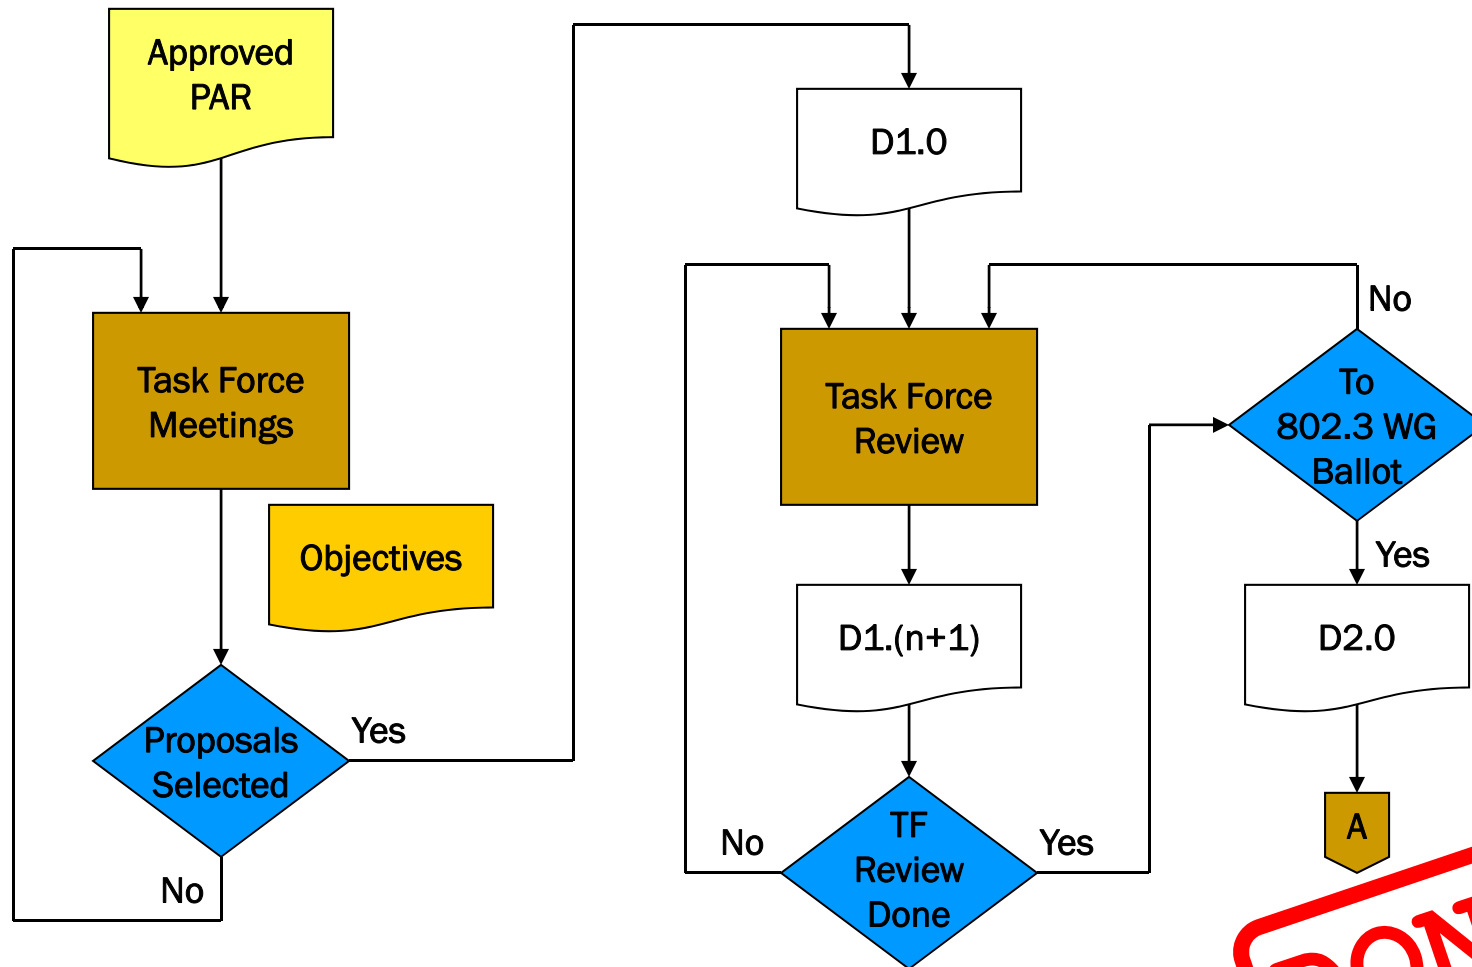 Approved
PAR
Task Force
Meetings
Objectives
Proposals
Selected
Yes
No
D1.0
Task Force
Review
D1.(n+1)
TF
Review
Done
No
Yes
To
802.3 WG
Ballot
No
Yes
D2.0
A